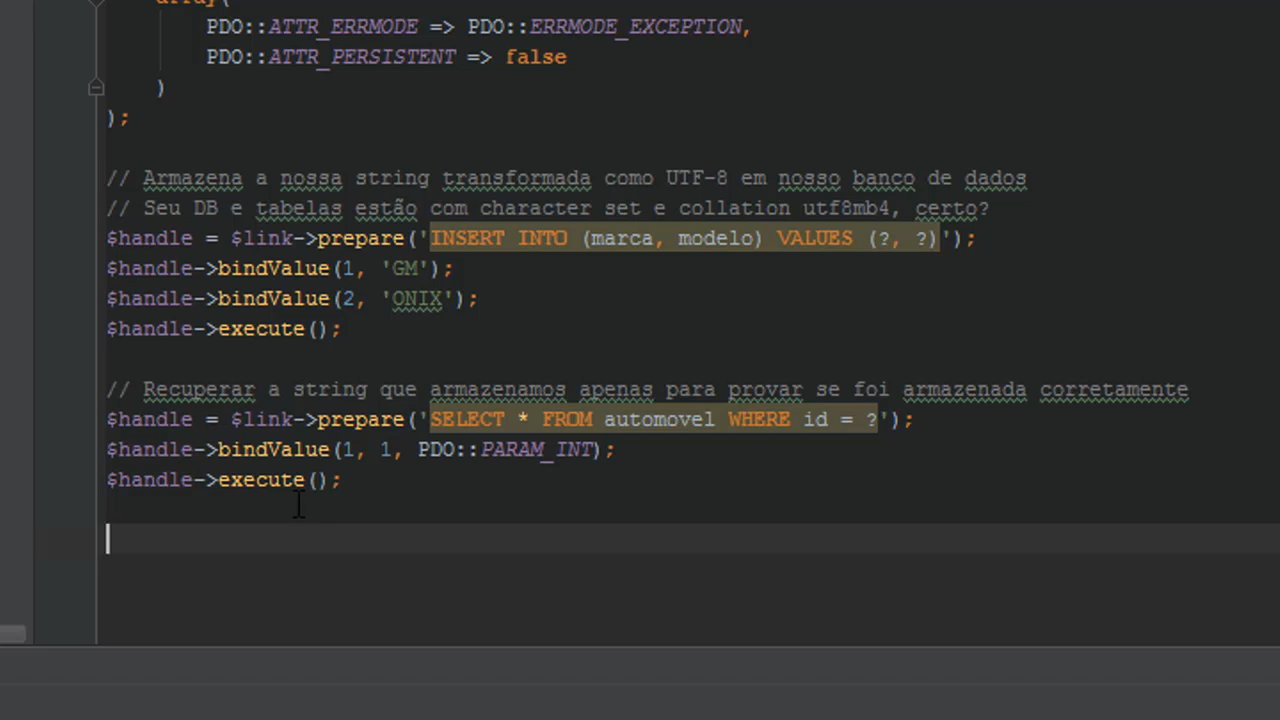 array(
PDO::ATTR_ERRMODE => PDO::ERRMODE_EXCEPTION,
PDO::ATTR_PERSISTENT => false
)
);
// Armazena a nossa string transformada como UTF-8 em nosso banco de dados
// Seu DB e tabelas estão com character set e collation utf8mb4, certo?
$handle = $link->prepare('INSERT INTO (marca, modelo) VALUES (?, ?)');
$handle->bindValue(1, 'GM');
$handle->bindValue(2, 'ONIX');
$handle->execute();
// Recuperar a string que armazenamos apenas para provar se foi armazenada corretamente
$handle = $link->prepare('SELECT * FROM automovel WHERE id = ?');
$handle->bindValue(1, 1, PDO::PARAM_INT);
$handle->execute();